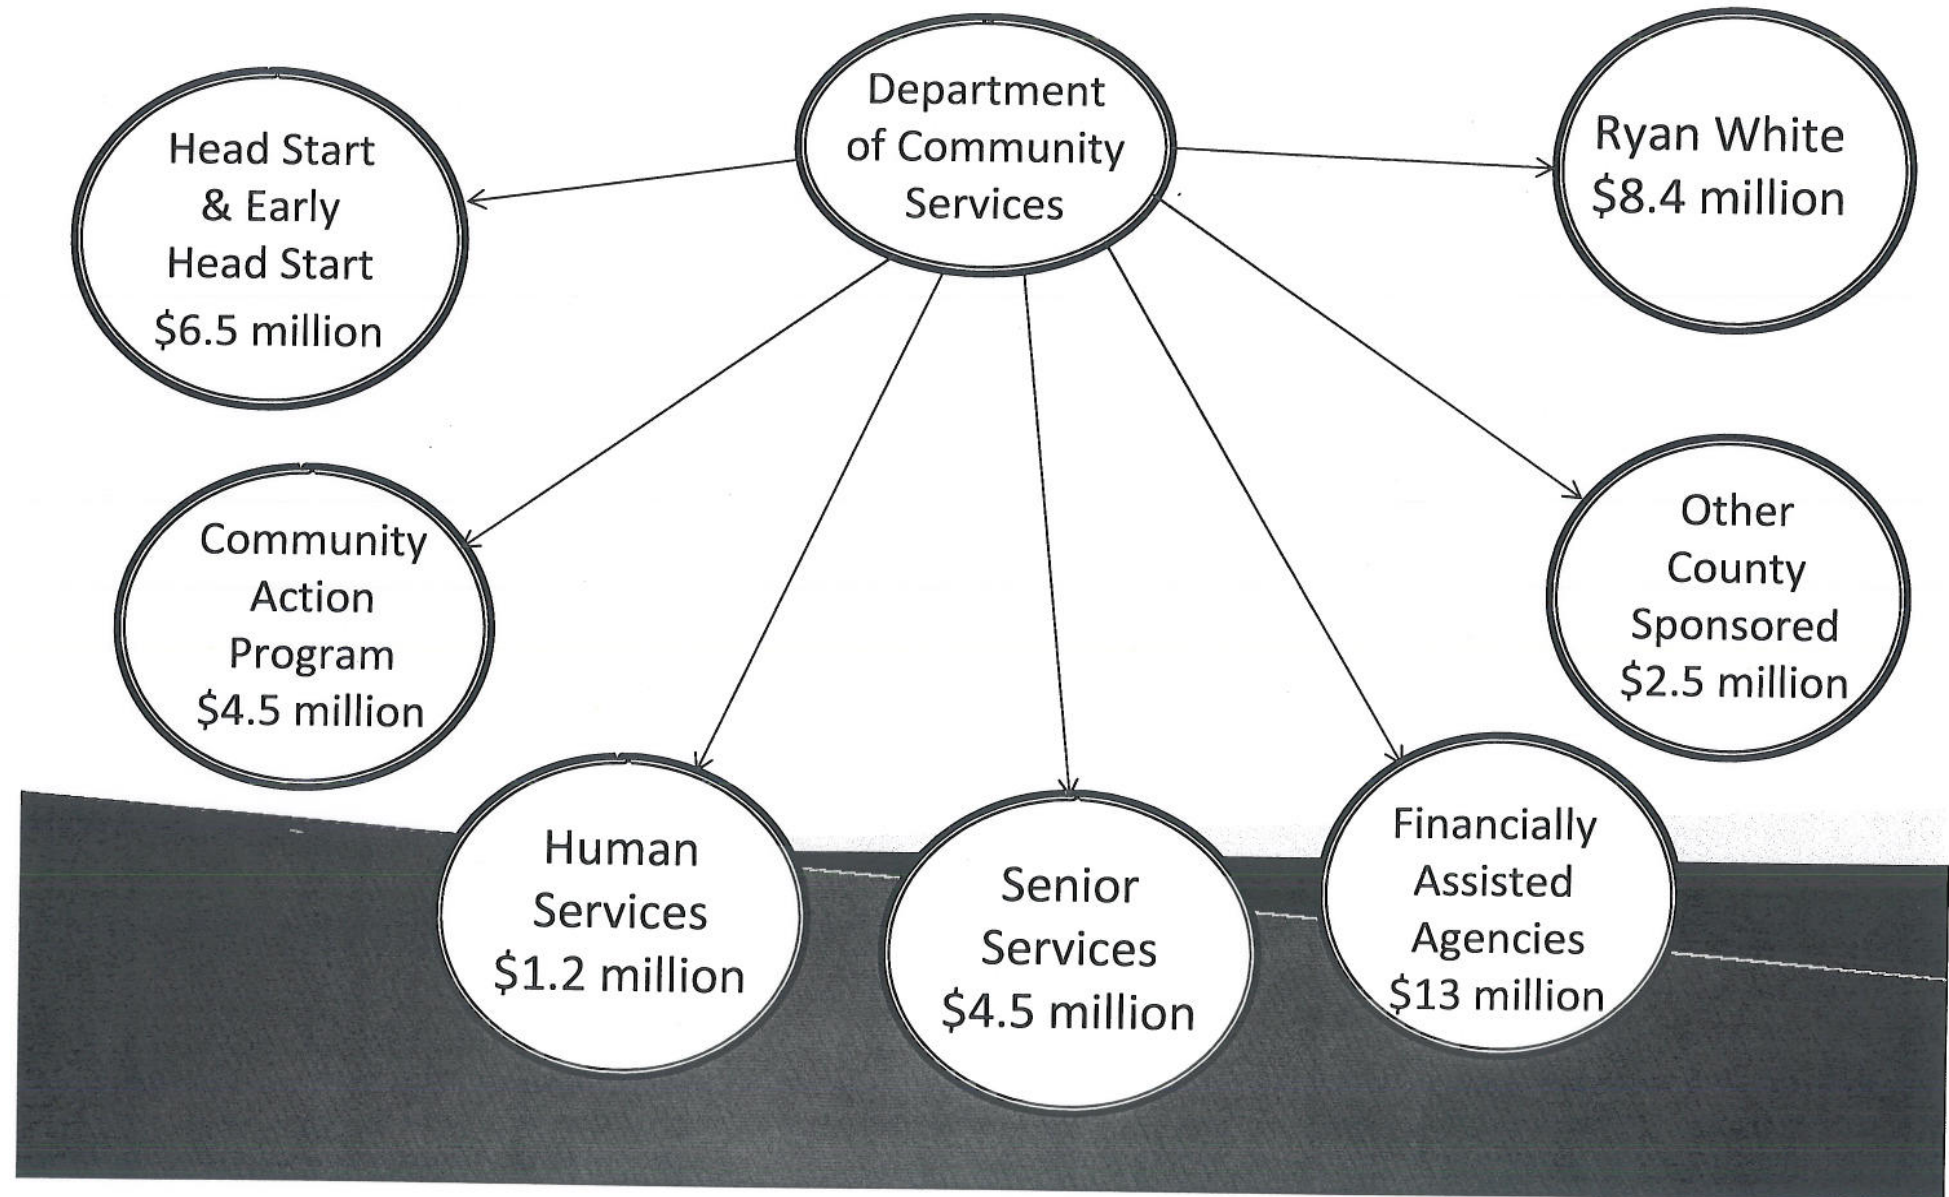 Department
of Community
Services
Head Start
& Early
Head Start
$6.5 million
Community
Action
Program
$4.5 million
Human
Services
$1.2 million
Senior
Services
$4.5 million
Financially
Assisted
Agencies
$13 million
Other
County
Sponsored
$2.5 million
Ryan White
$8.4 million